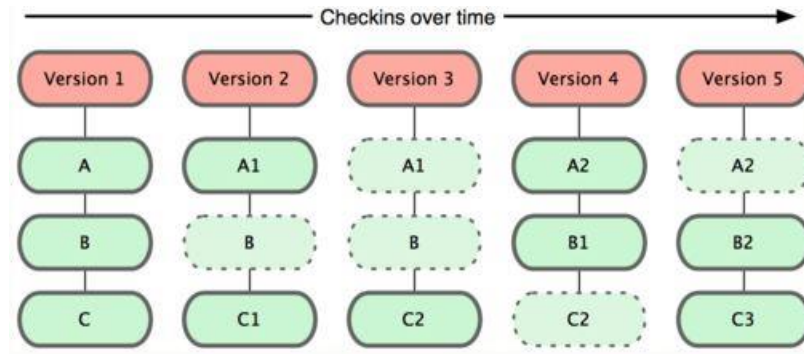 Checkins over time
Version 1 Version 2 Version 3 Version 4 Version 5
A A1 A1 A2 A2
B B B B1 B2
C C1 C2 C2 C3